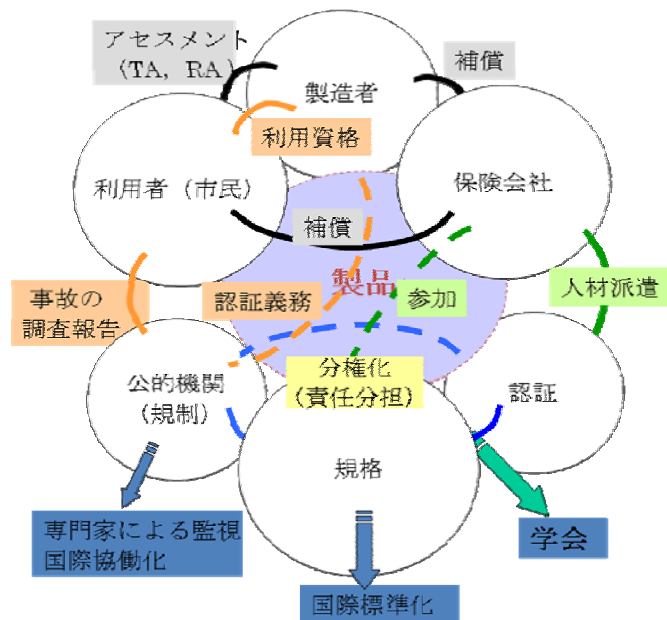 アセスメント
（TA, RA）
製造者
補償
利用資格
利用者（市民）
保険会社
補償
製品
事故の
調査報告
認証義務
参加
人材派遣
公的機関
（規制）
分権化
（責任分担）
認証
規格
専門家による監視
国際協働化
学会
国際標準化